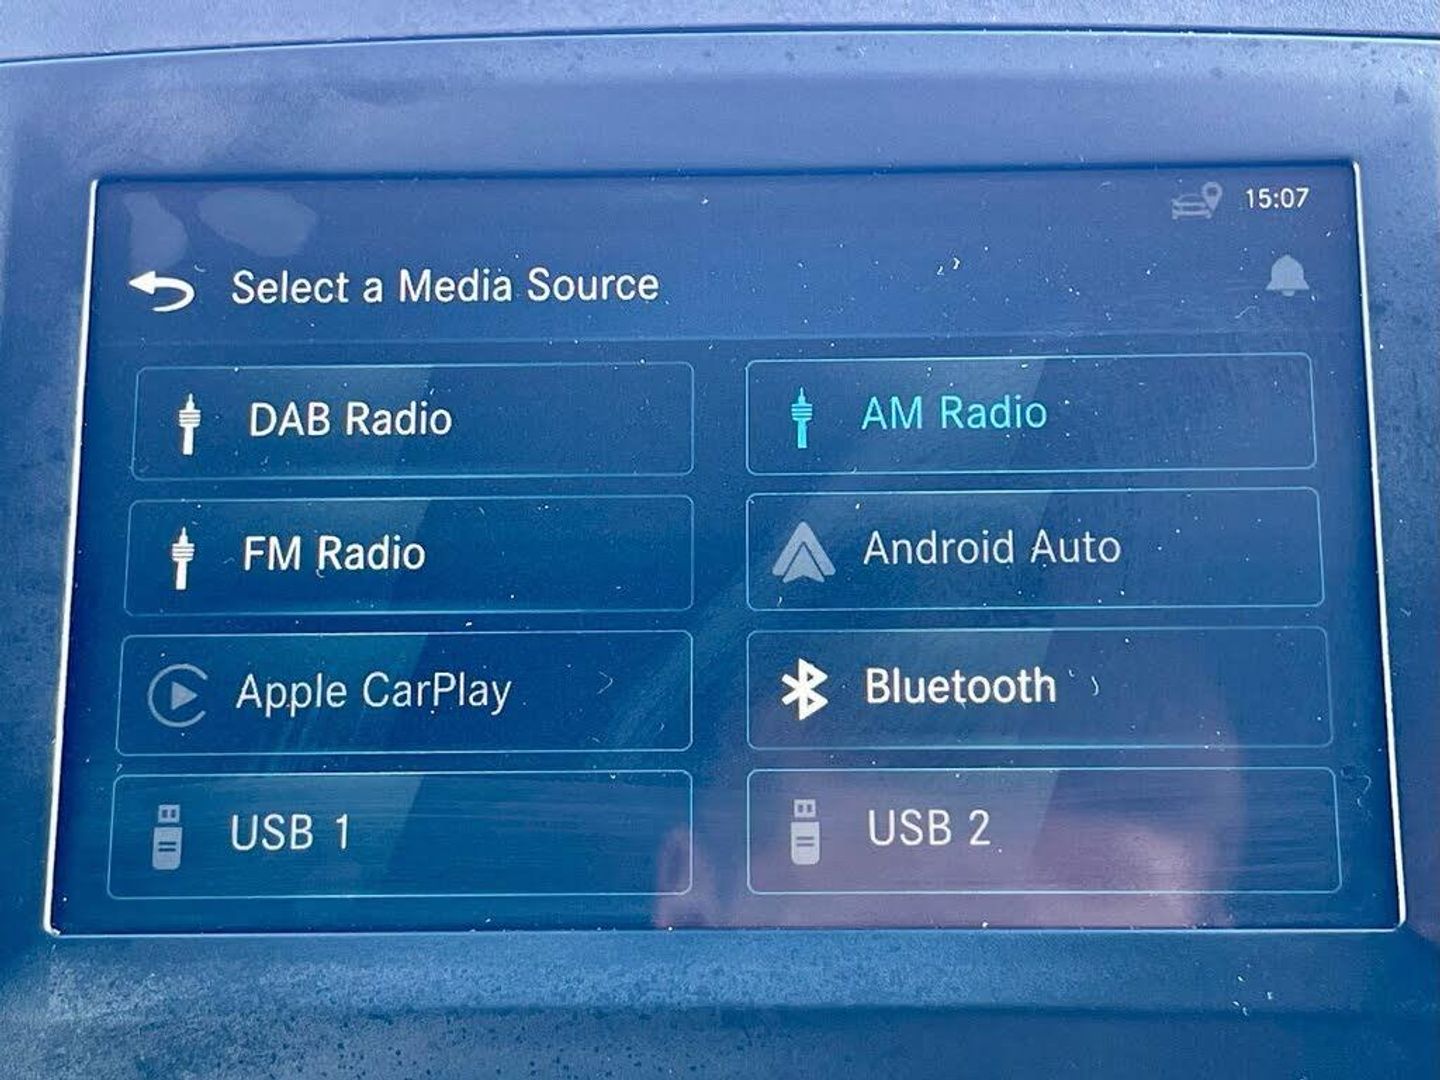 15:07
Select a Media Source
DAB Radio
AM Radio
FM Radio
Android Auto
Apple CarPlay
Bluetooth
USB 1
USB 2